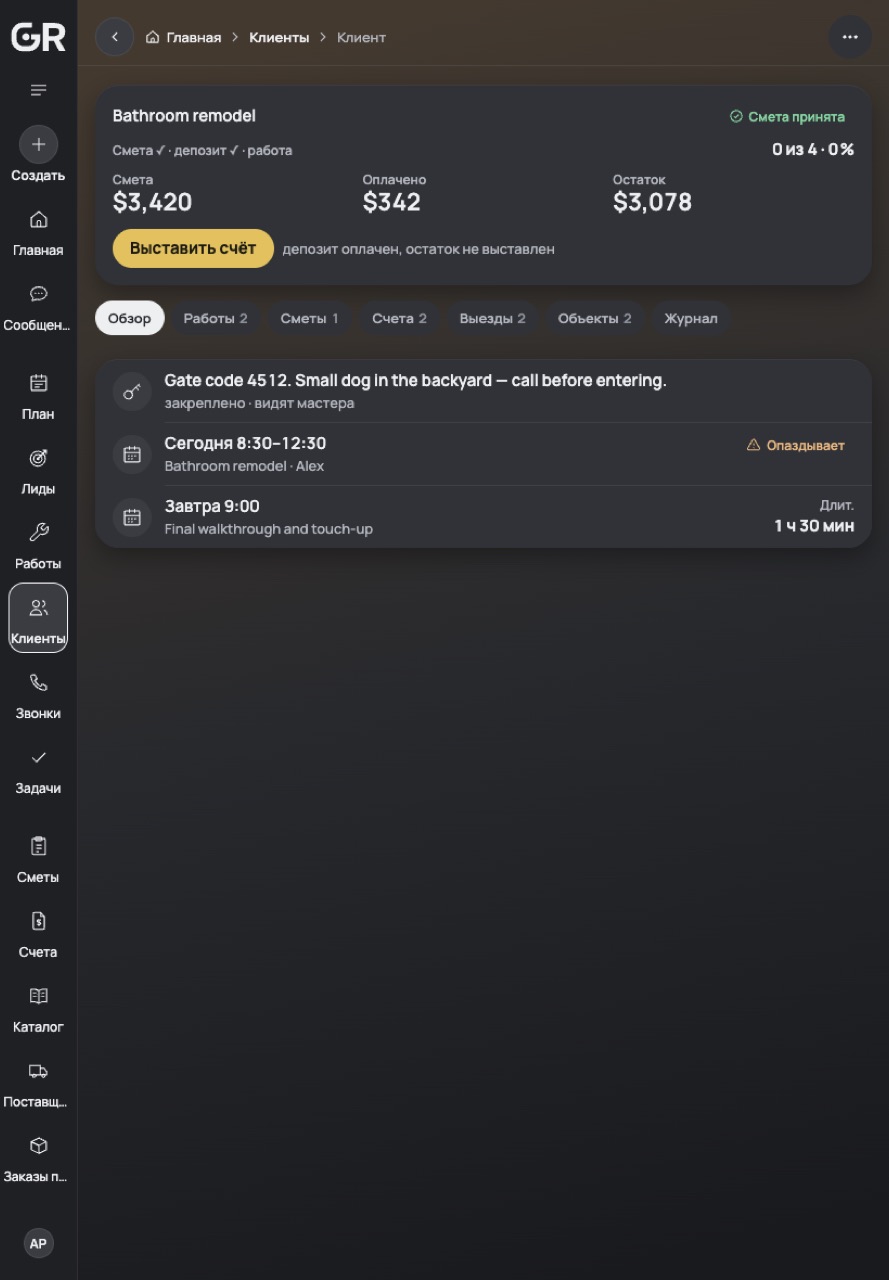 GR
Создать
Главная
Сообщен...
План
Лиды
Работы
Клиенты
Звонки
Задачи
Сметы
Счета
Каталог
Поставщ...
Заказы п...
AP
Главная > Клиенты > Клиент
Bathroom remodel
Смета принята
Смета ✓ · депозит ✓ · работа
0 из 4 · 0 %
Смета Оплачено Остаток
$3,420 $342 $3,078
Выставить счёт депозит оплачен, остаток не выставлен
Обзор Работы 2 Сметы 1 Счета 2 Выезды 2 Объекты 2 Журнал
Gate code 4512. Small dog in the backyard — call before entering.
закреплено · видят мастера
Сегодня 8:30–12:30
Опаздывает
Bathroom remodel · Alex
Завтра 9:00
Длит.
Final walkthrough and touch-up
1 ч 30 мин